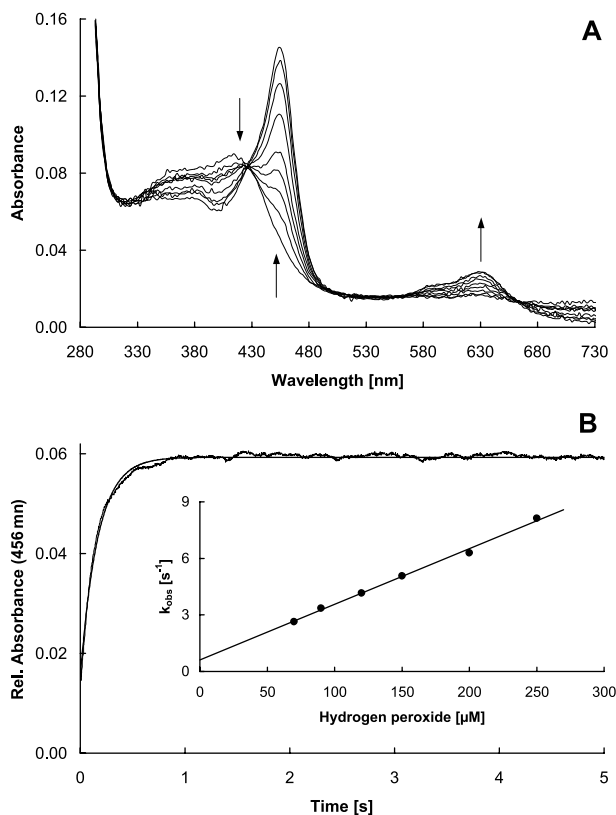 A
0.16
0.12
0.08
0.04
0.00
Absorbance
280 330 380 430 480 530 580 630 680 730
Wavelength [nm]
B
0.06
0.04
0.02
0.00
Rel. Absorbance (456 mn)
9
6
3
0
kobs [s-1]
0 50 100 150 200 250 300
Hydrogen peroxide [µM]
0 1 2 3 4 5
Time [s]